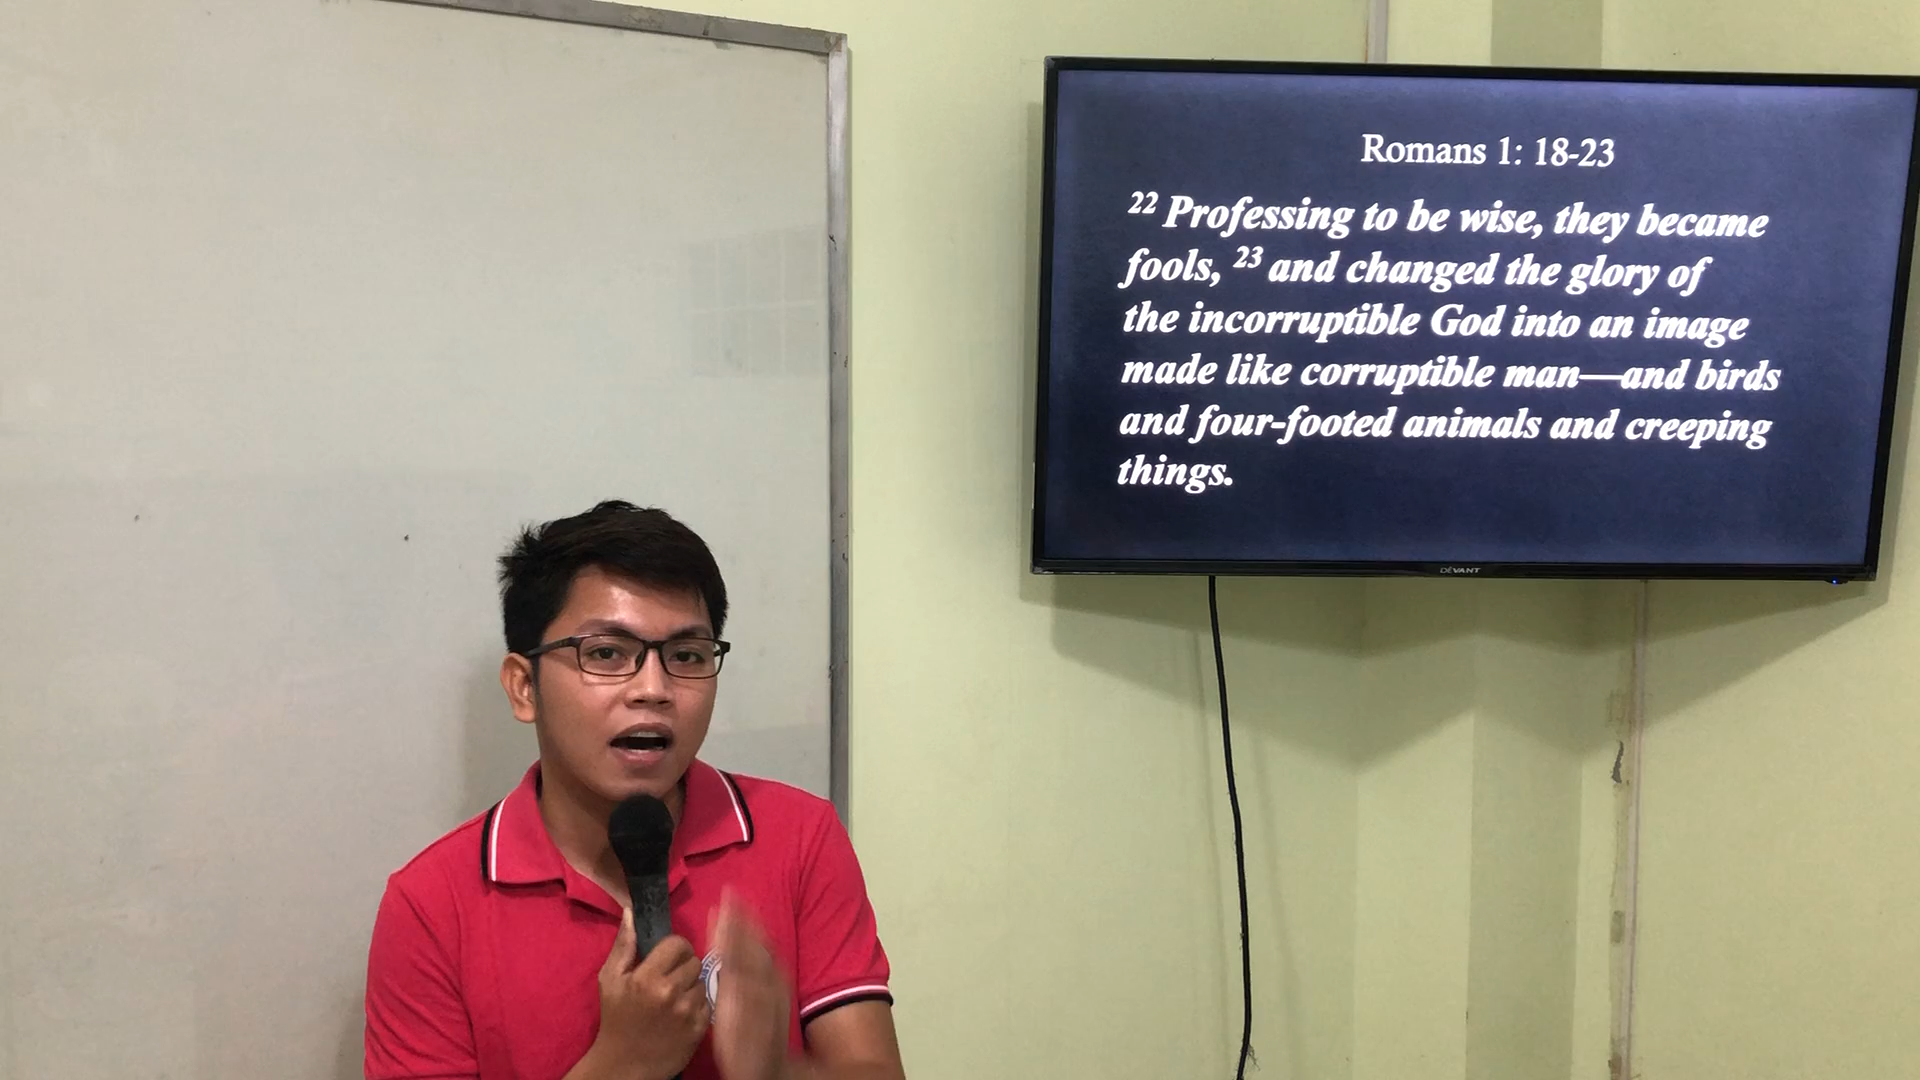 Romans 1: 18-23
22 Professing to be wise, they became
fools, 23 and changed the glory of
the incorruptible God into an image
made like corruptible man—and birds
and four-footed animals and creeping
things.
DEVANT